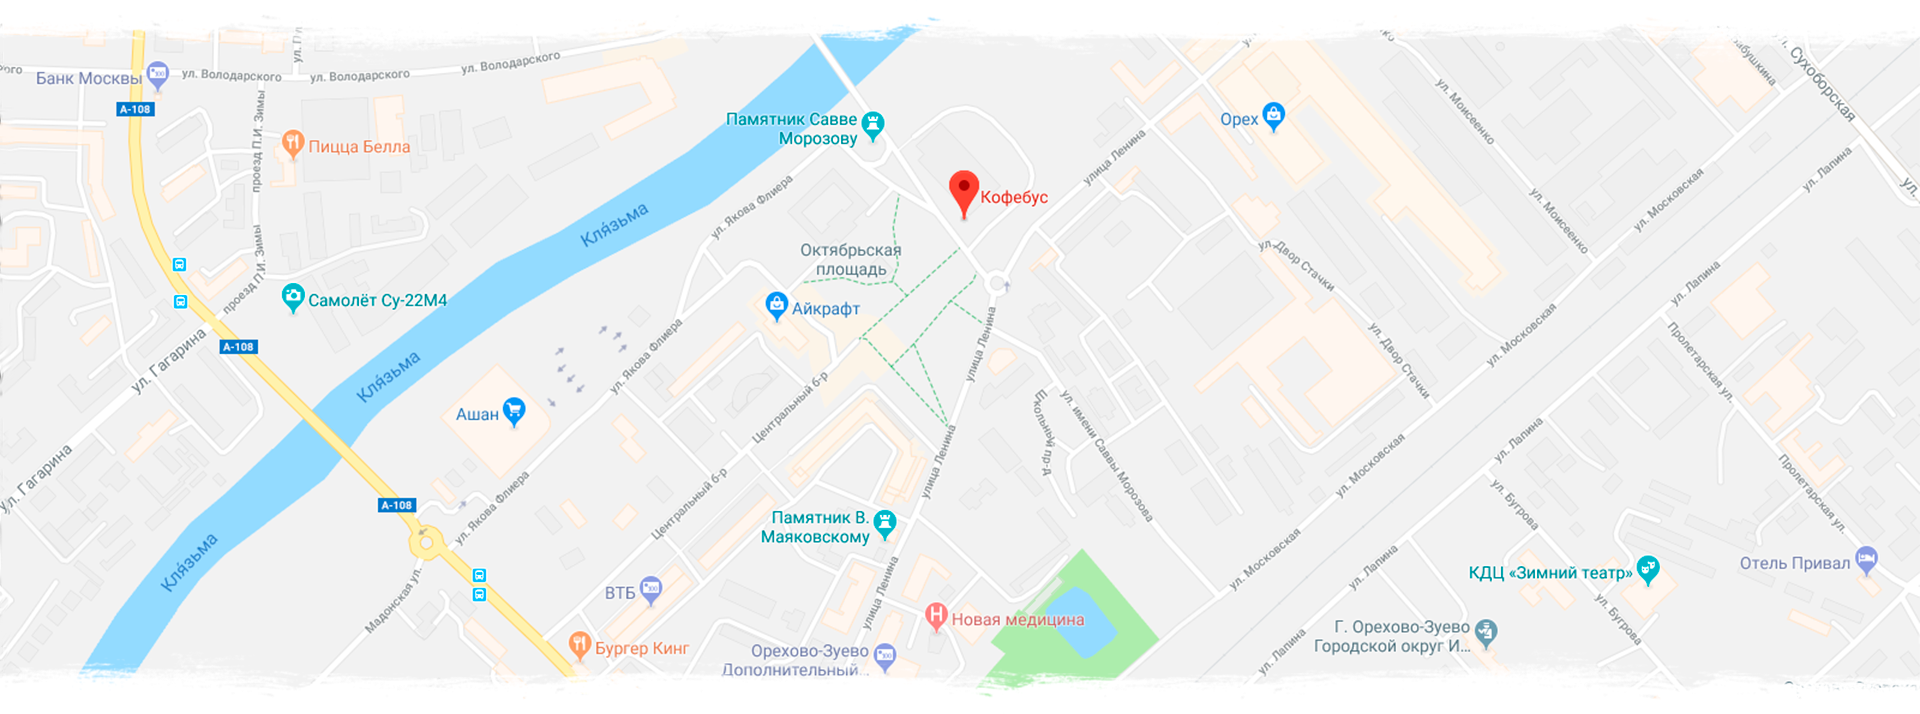 ул. Володарского
ул. Володарского
ул. Володарского
Банк Москвы
А-108
проезд П.И. Зимы
Пицца Белла
Памятник Савве
Морозову
Орех
улица Ленина
ул. Моисеенко
ул. Моисеенко
ул. Сухоборская
ул. Лапина
ул. Московская
Кофебус
ул. Якова Флиера
Клязьма
Октябрьская
площадь
проезд П.И. Зимы
Самолёт Су-22М4
Айкрафт
ул. Двор Стачки
ул. Лапина
А-108
ул. Гагарина
Клязьма
ул. Якова Флиера
улица Ленина
ул. Двор Стачки
ул. Московская
Пролетарская ул.
Ашан
Центральный б-р
Школьный пр-д
ул. имени Саввы Морозова
ул. Лапина
ул. Московская
ул. Гагарина
улица Ленина
Центральный б-р
А-108
ул. Якова Флиера
Памятник В.
Маяковскому
ул. Бугрова
Пролетарская ул.
Клязьма
Мадонская ул.
ВТБ
улица Ленина
ул. Московская
ул. Лапина
КДЦ «Зимний театр»
Отель Привал
ул. Бугрова
Новая медицина
Бургер Кинг
Орехово-Зуево
Дополнительный...
Г. Орехово-Зуево
Городской округ И...
ул. Лапина